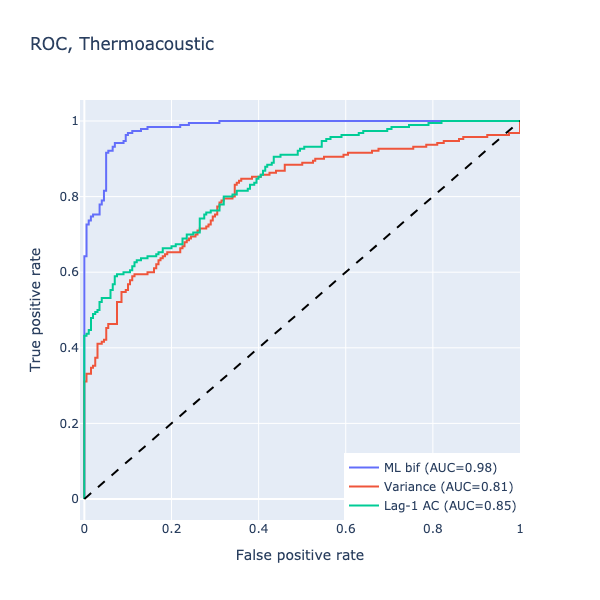 ROC, Thermoacoustic
True positive rate
1
0.8
0.6
0.4
0.2
0
ML bif (AUC=0.98)
Variance (AUC=0.81)
Lag-1 AC (AUC=0.85)
0 0.2 0.4 0.6 0.8 1
False positive rate